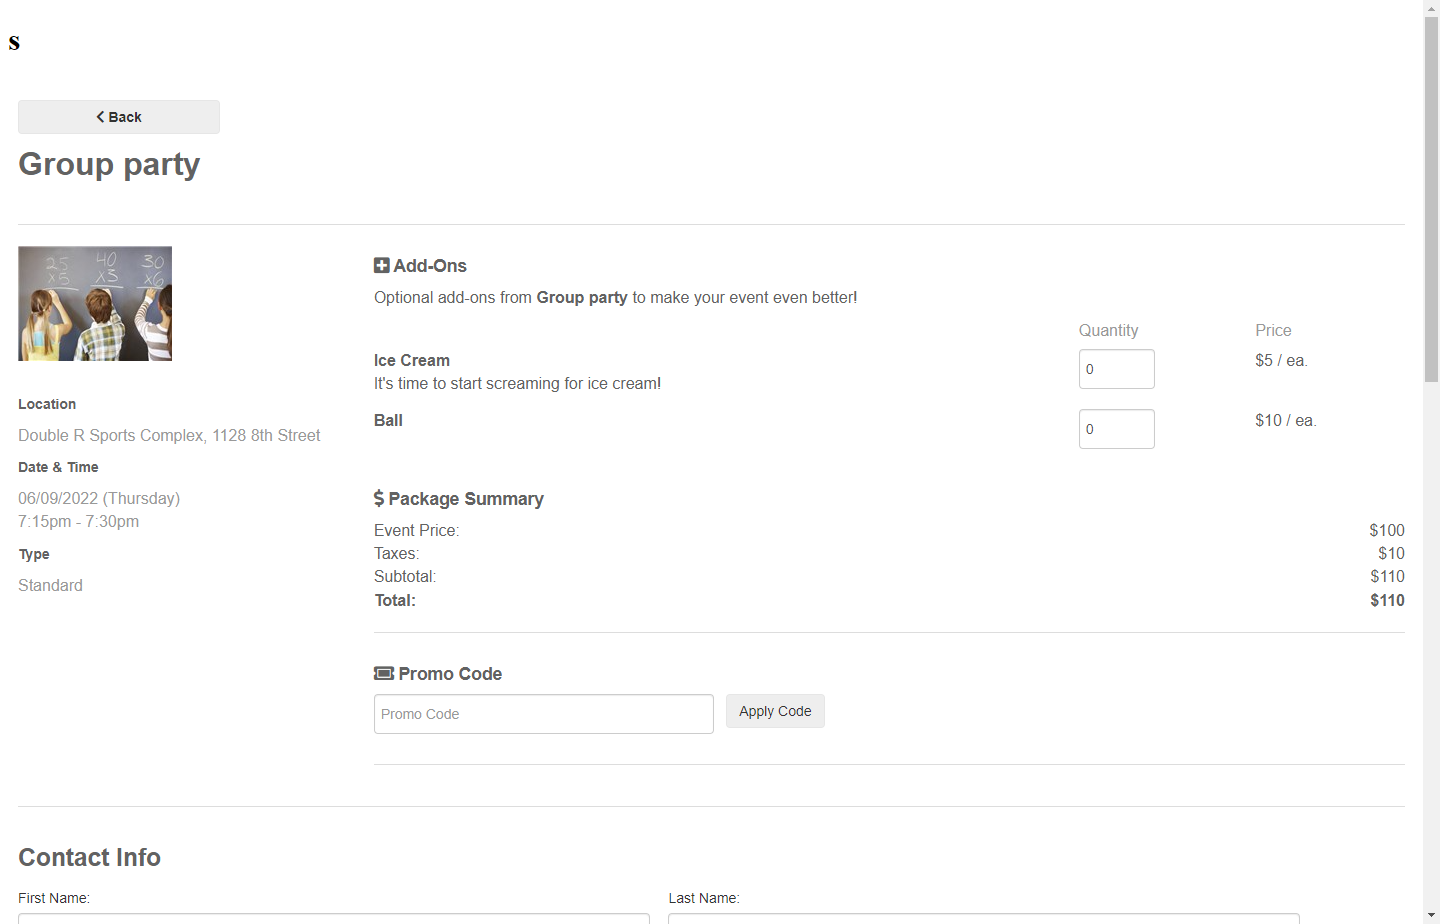 s
Back
Group party
25 40 30
x5 x3 x6
Location
Double R Sports Complex, 1128 8th Street
Date & Time
06/09/2022 (Thursday)
7:15pm - 7:30pm
Type
Standard
Add-Ons
Optional add-ons from Group party to make your event even better!
Quantity Price
Ice Cream 0 $5 / ea.
It's time to start screaming for ice cream!
Ball 0 $10 / ea.
$ Package Summary
Event Price: $100
Taxes: $10
Subtotal: $110
Total: $110
Promo Code
Promo Code Apply Code
Contact Info
First Name: Last Name: